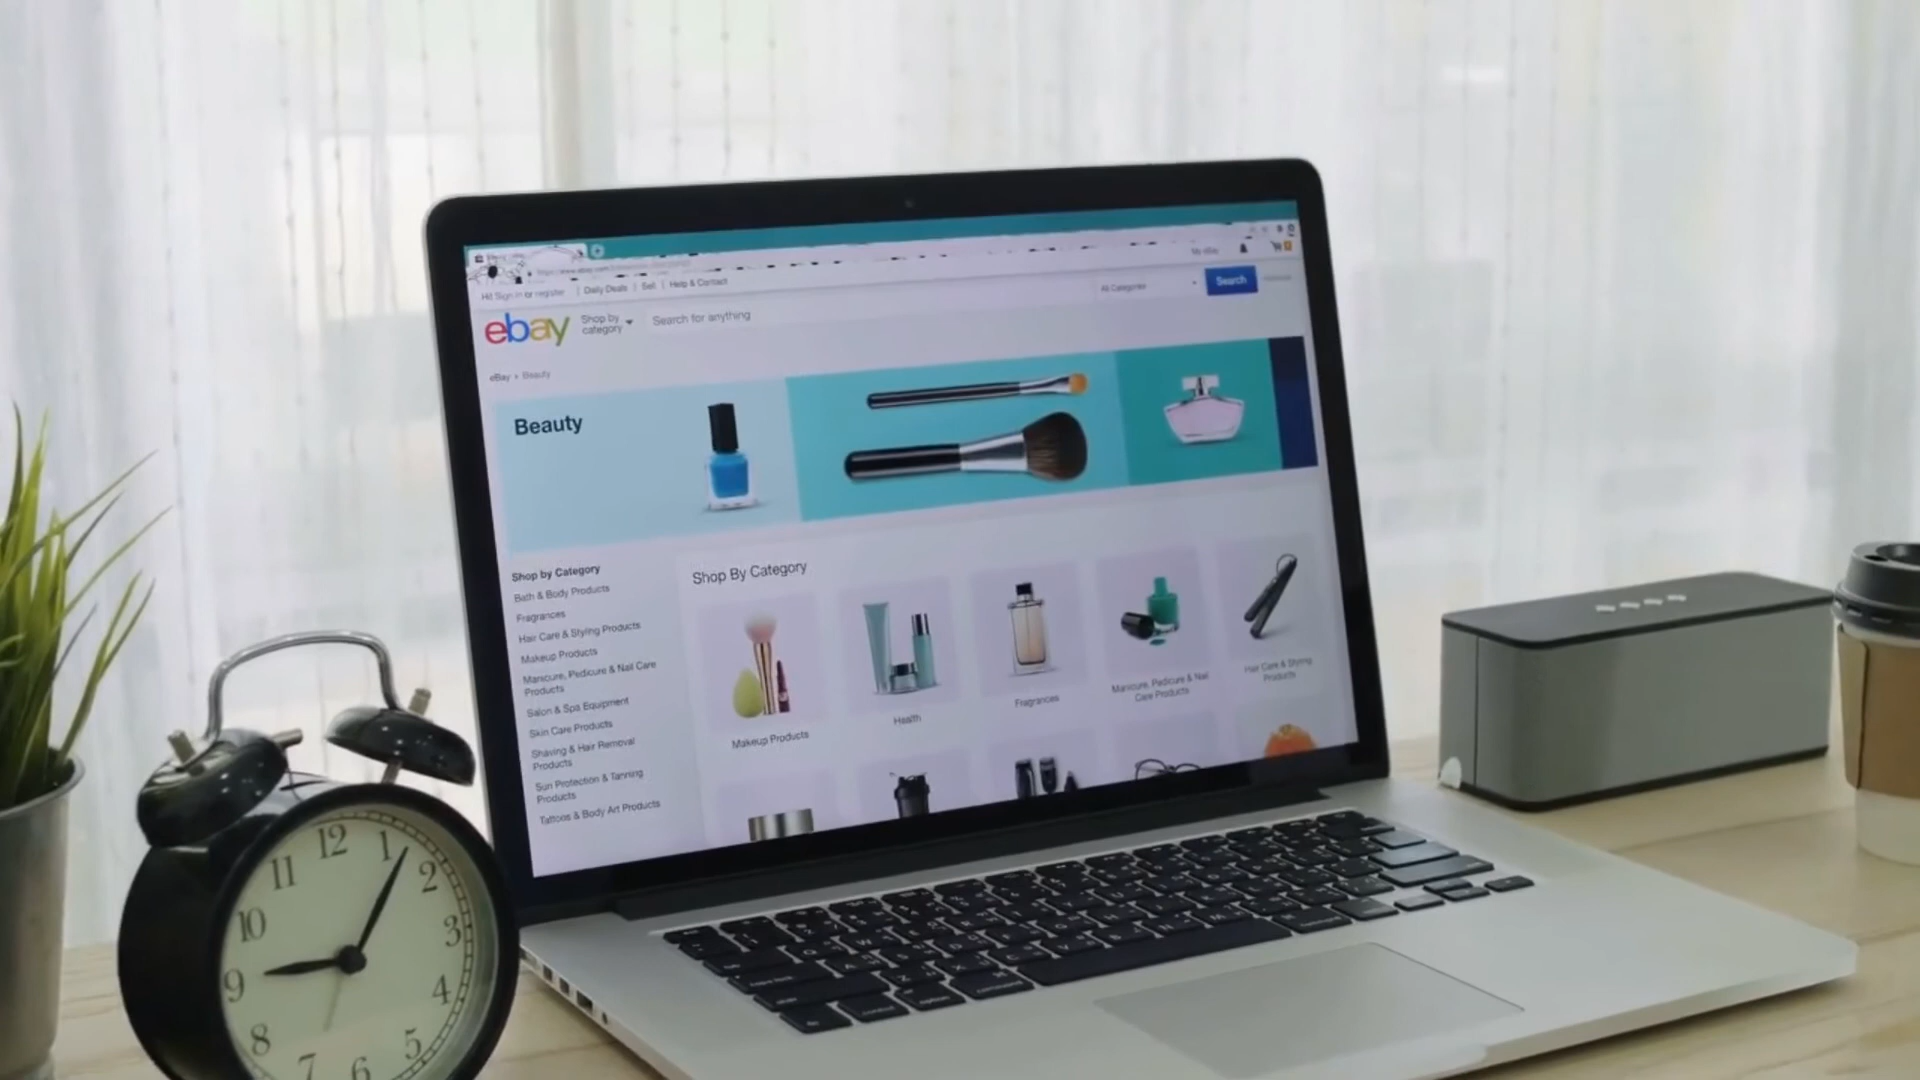 My eBay
Hi! Sign in or register | Daily Deals | Sell | Help & Contact
ebay
Shop by
category
Search for anything
All Categories
Search
eBay > Beauty
Beauty
Shop by Category
Bath & Body Products
Fragrances
Hair Care & Styling Products
Makeup Products
Manicure, Pedicure & Nail Care
Products
Salon & Spa Equipment
Skin Care Products
Shaving & Hair Removal
Products
Sun Protection & Tanning
Products
Tattoos & Body Art Products
Shop By Category
Makeup Products
Health
Fragrances
Manicure, Pedicure & Nail
Care Products
Hair Care & Styling
Products
12
1
2
3
4
5
6
7
8
9
10
11